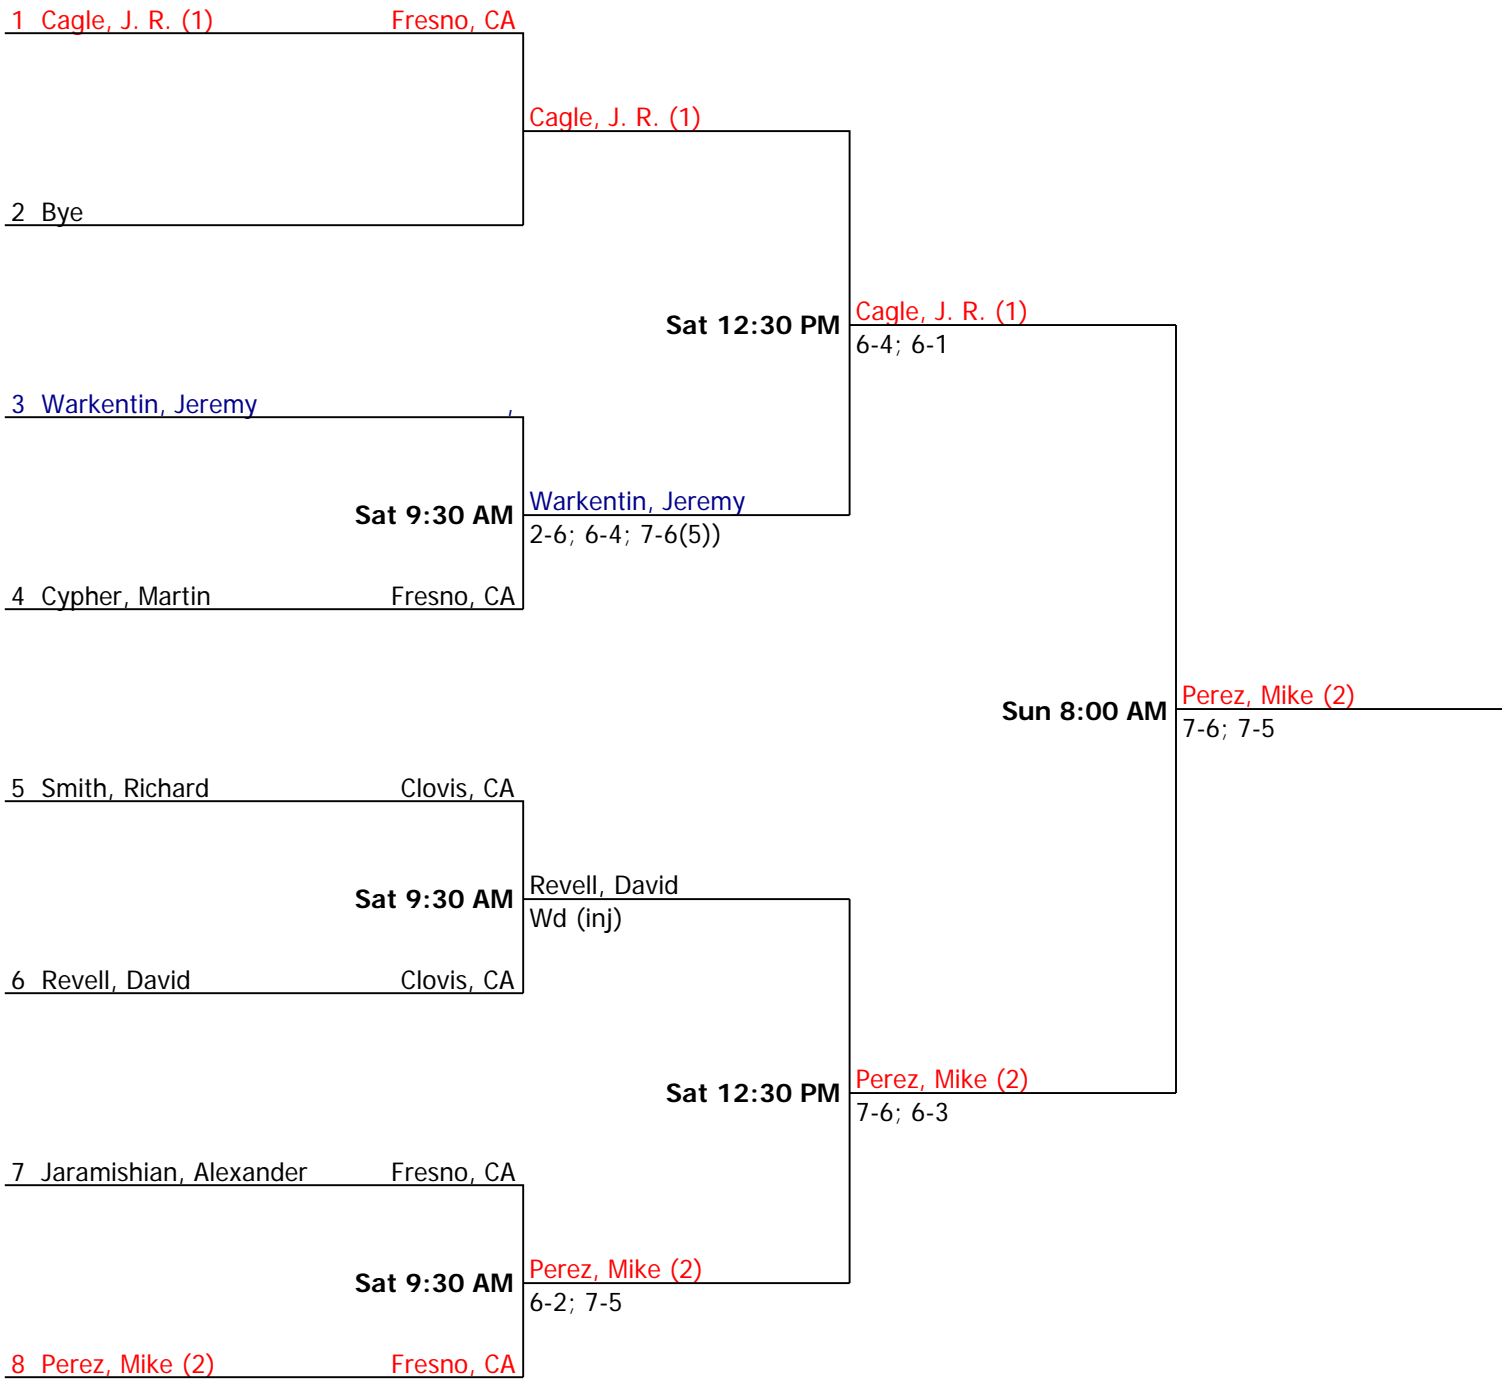 1 Cagle, J. R. (1) Fresno, CA
Cagle, J. R. (1)
2 Bye
Sat 12:30 PM Cagle, J. R. (1)
6-4; 6-1
3 Warkentin, Jeremy ,
Sat 9:30 AM Warkentin, Jeremy
2-6; 6-4; 7-6(5))
4 Cypher, Martin Fresno, CA
Sun 8:00 AM Perez, Mike (2)
7-6; 7-5
5 Smith, Richard Clovis, CA
Sat 9:30 AM Revell, David
Wd (inj)
6 Revell, David Clovis, CA
Sat 12:30 PM Perez, Mike (2)
7-6; 6-3
7 Jaramishian, Alexander Fresno, CA
Sat 9:30 AM Perez, Mike (2)
6-2; 7-5
8 Perez, Mike (2) Fresno, CA